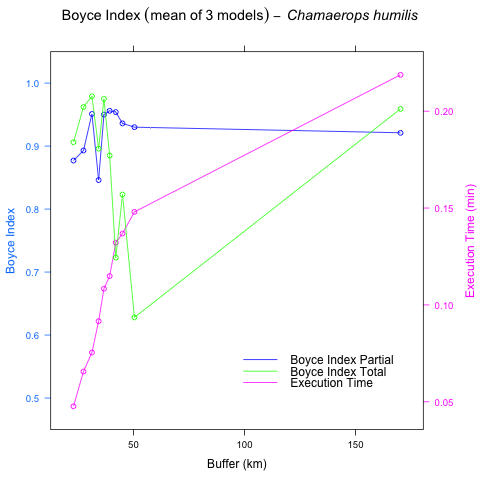 Boyce Index (mean of 3 models) – Chamaerops humilis
1.0
0.9
0.8
0.7
0.6
0.5
Boyce Index
0.20
0.15
0.10
0.05
Execution Time (min)
Boyce Index Partial
Boyce Index Total
Execution Time
50
100
150
Buffer (km)